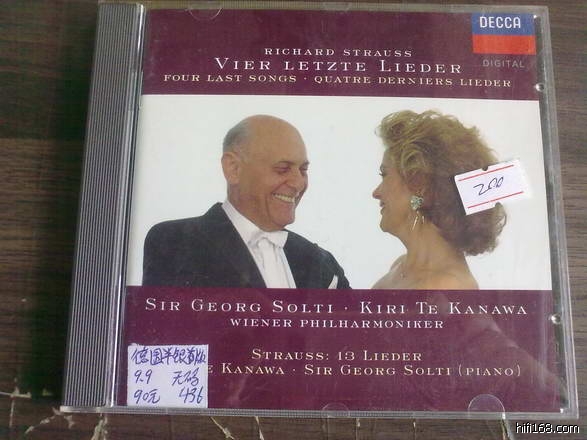 DECCA
DIGITAL
RICHARD STRAUSS
VIER LETZTE LIEDER
FOUR LAST SONGS · QUATRE DERNIERS LIEDER
200
SIR GEORG SOLTI · KIRI TE KANAWA
WIENER PHILHARMONIKER
STRAUSS: 13 LIEDER
TE KANAWA · SIR GEORG SOLTI (PIANO)
德国半银首版
9.9 无码
90元 436
hifi168.com